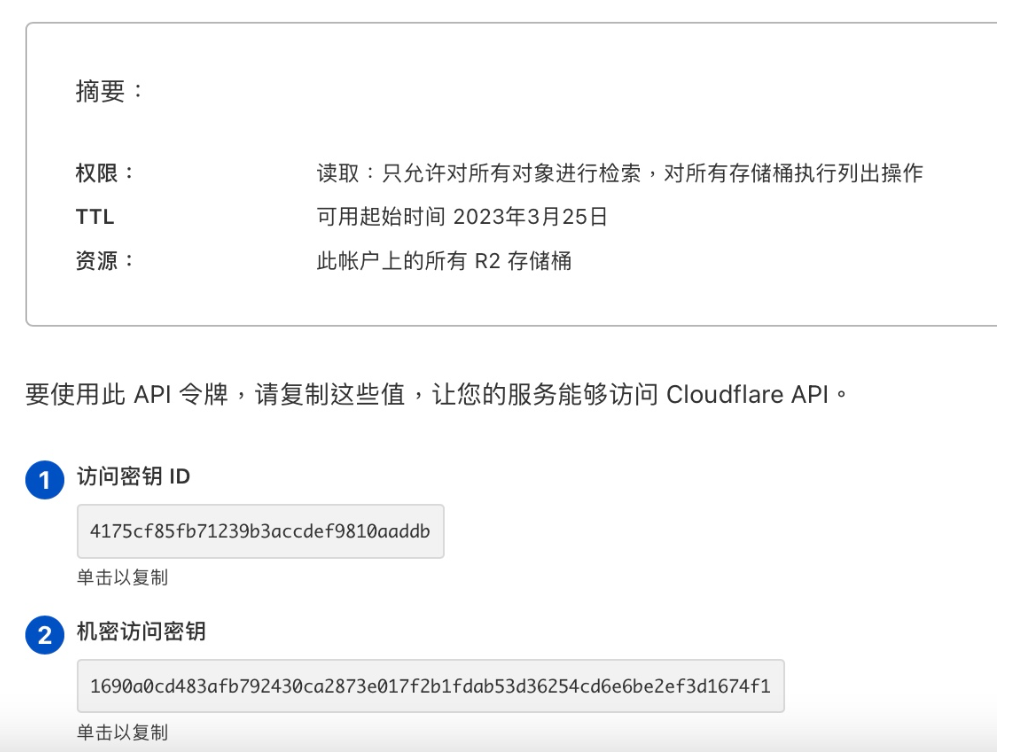 摘要：
权限： 读取：只允许对所有对象进行检索，对所有存储桶执行列出操作
TTL 可用起始时间 2023年3月25日
资源： 此帐户上的所有 R2 存储桶
要使用此 API 令牌，请复制这些值，让您的服务能够访问 Cloudflare API。
1 访问密钥 ID
4175cf85fb71239b3accdef9810aaddb
单击以复制
2 机密访问密钥
1690a0cd483afb792430ca2873e017f2b1fdab53d36254cd6e6be2ef3d1674f1
单击以复制